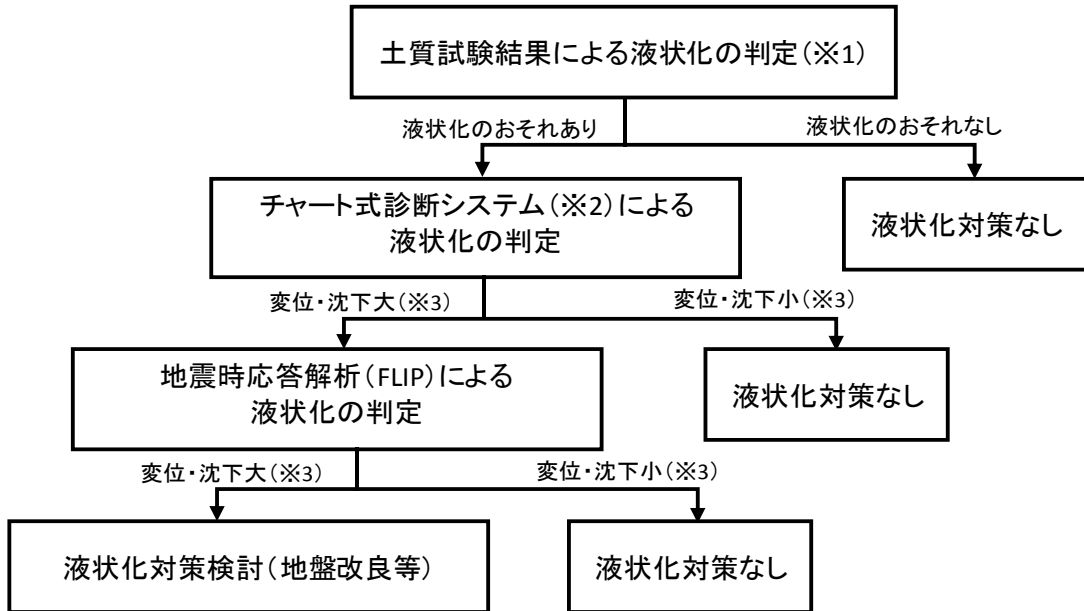 土質試験結果による液状化の判定(※1)
液状化のおそれあり
液状化のおそれなし
チャート式診断システム(※2)による
液状化の判定
液状化対策なし
変位・沈下大(※3)
変位・沈下小(※3)
地震時応答解析(FLIP)による
液状化の判定
液状化対策なし
変位・沈下大(※3)
変位・沈下小(※3)
液状化対策検討(地盤改良等)
液状化対策なし